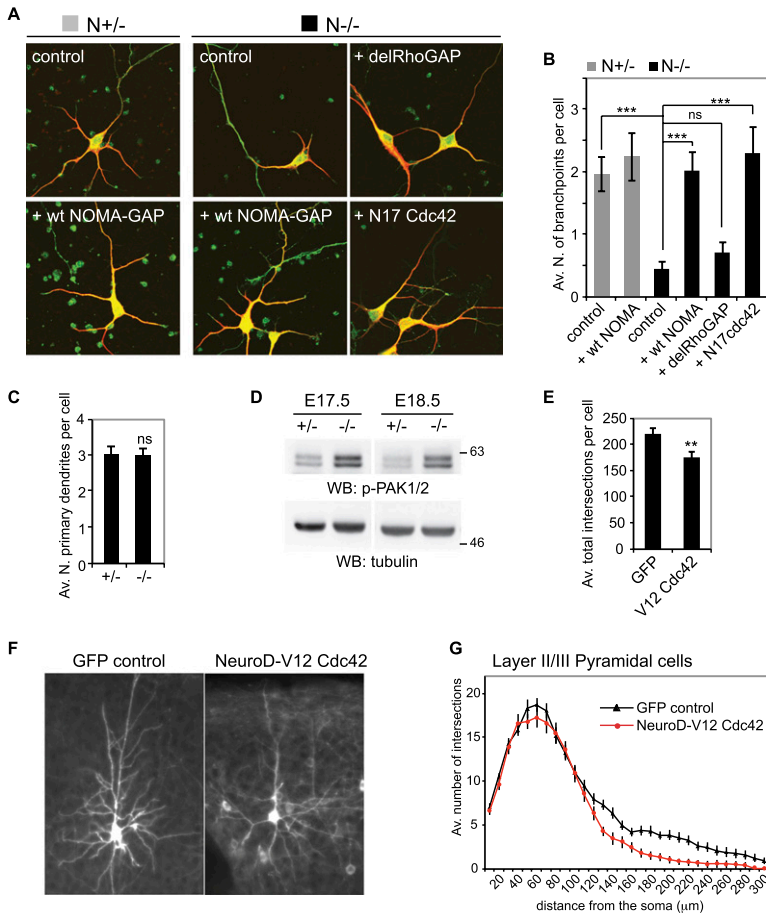 A
N+/-
N-/-
control
control
+ delRhoGAP
+ wt NOMA-GAP
+ wt NOMA-GAP
+ N17 Cdc42
B
N+/-
N-/-
Av. N. of branchpoints per cell
3
2
1
0
***
***
ns
***
control
+ wt NOMA
control
+ wt NOMA
+ delRhoGAP
+ N17cdc42
C
Av. N. primary dendrites per cell
4
3
2
1
0
ns
+/-
-/-
D
E17.5
E18.5
+/-
-/-
+/-
-/-
63
WB: p-PAK1/2
46
WB: tubulin
E
Av. total intersections per cell
250
200
150
100
50
0
**
GFP
V12 Cdc42
F
GFP control
NeuroD-V12 Cdc42
G
Layer II/III Pyramidal cells
GFP control
NeuroD-V12 Cdc42
Av. number of intersections
20
15
10
5
0
20
40
60
80
100
120
140
160
180
200
220
240
260
280
300
distance from the soma (µm)